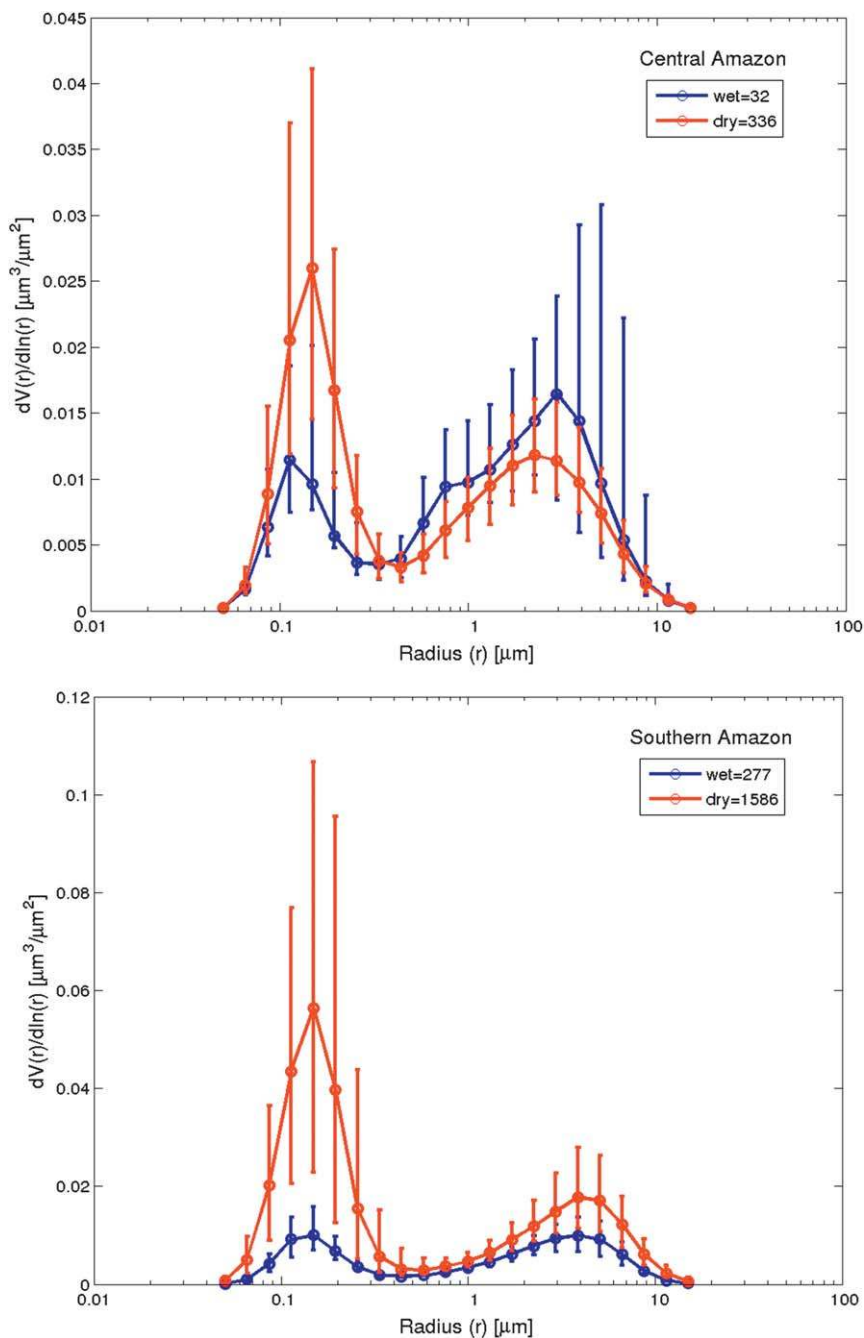 0.045
0.04
0.035
0.03
0.025
0.02
0.015
0.01
0.005
0
dV(r)/dln(r) [μm³/μm²]
Central Amazon
wet=32
dry=336
0.01
0.1
1
10
100
Radius (r) [μm]
0.12
0.1
0.08
0.06
0.04
0.02
0
dV(r)/dln(r) [μm³/μm²]
Southern Amazon
wet=277
dry=1586
0.01
0.1
1
10
100
Radius (r) [μm]